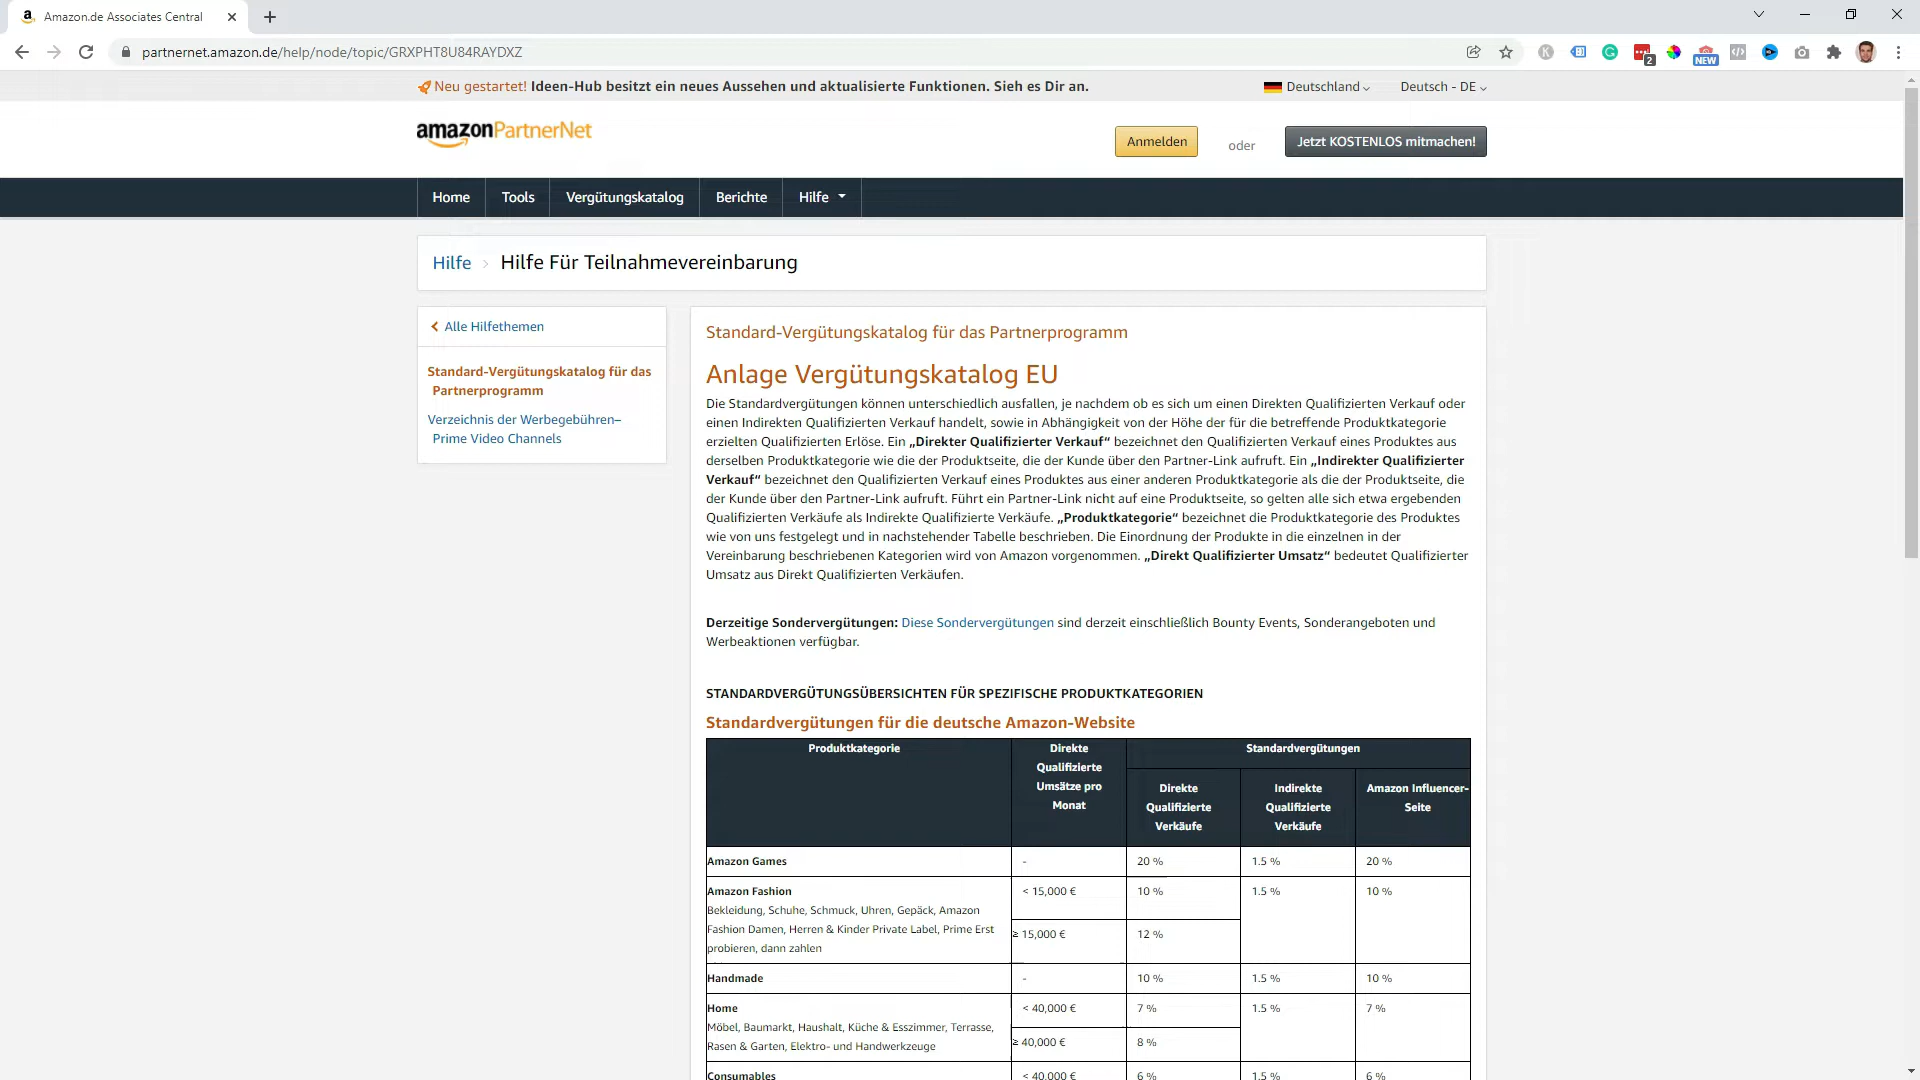 Amazon.de Associates Central
partnernet.amazon.de/help/node/topic/GRXPHT8U84RAYDXZ
2
NEW
Neu gestartet! Ideen-Hub besitzt ein neues Aussehen und aktualisierte Funktionen. Sieh es Dir an.
Deutschland
Deutsch - DE
amazonPartnerNet
Anmelden
oder
Jetzt KOSTENLOS mitmachen!
Home
Tools
Vergütungskatalog
Berichte
Hilfe
Hilfe › Hilfe Für Teilnahmevereinbarung
Alle Hilfethemen
Standard-Vergütungskatalog für das
Partnerprogramm
Verzeichnis der Werbegebühren–
Prime Video Channels
Standard-Vergütungskatalog für das Partnerprogramm
Anlage Vergütungskatalog EU
Die Standardvergütungen können unterschiedlich ausfallen, je nachdem ob es sich um einen Direkten Qualifizierten Verkauf oder
einen Indirekten Qualifizierten Verkauf handelt, sowie in Abhängigkeit von der Höhe der für die betreffende Produktkategorie
erzielten Qualifizierten Erlöse. Ein „Direkter Qualifizierter Verkauf“ bezeichnet den Qualifizierten Verkauf eines Produktes aus
derselben Produktkategorie wie die der Produktseite, die der Kunde über den Partner-Link aufruft. Ein „Indirekter Qualifizierter
Verkauf“ bezeichnet den Qualifizierten Verkauf eines Produktes aus einer anderen Produktkategorie als die der Produktseite, die
der Kunde über den Partner-Link aufruft. Führt ein Partner-Link nicht auf eine Produktseite, so gelten alle sich etwa ergebenden
Qualifizierten Verkäufe als Indirekte Qualifizierte Verkäufe. „Produktkategorie“ bezeichnet die Produktkategorie des Produktes
wie von uns festgelegt und in nachstehender Tabelle beschrieben. Die Einordnung der Produkte in die einzelnen in der
Vereinbarung beschriebenen Kategorien wird von Amazon vorgenommen. „Direkt Qualifizierter Umsatz“ bedeutet Qualifizierter
Umsatz aus Direkt Qualifizierten Verkäufen.
Derzeitige Sondervergütungen: Diese Sondervergütungen sind derzeit einschließlich Bounty Events, Sonderangeboten und
Werbeaktionen verfügbar.
STANDARDVERGÜTUNGSÜBERSICHTEN FÜR SPEZIFISCHE PRODUKTKATEGORIEN
Standardvergütungen für die deutsche Amazon-Website
Produktkategorie
Direkte
Qualifizierte
Umsätze pro
Monat
Standardvergütungen
Direkte
Qualifizierte
Verkäufe
Indirekte
Qualifizierte
Verkäufe
Amazon Influencer-
Seite
Amazon Games - 20 % 1.5 % 20 %
Amazon Fashion < 15,000 € 10 % 1.5 % 10 %
Bekleidung, Schuhe, Schmuck, Uhren, Gepäck, Amazon
Fashion Damen, Herren & Kinder Private Label, Prime Erst
probieren, dann zahlen
≥ 15,000 € 12 %
Handmade - 10 % 1.5 % 10 %
Home < 40,000 € 7 % 1.5 % 7 %
Möbel, Baumarkt, Haushalt, Küche & Esszimmer, Terrasse,
Rasen & Garten, Elektro- und Handwerkzeuge
≥ 40,000 € 8 %
Consumables < 40,000 € 6 % 1.5 % 6 %